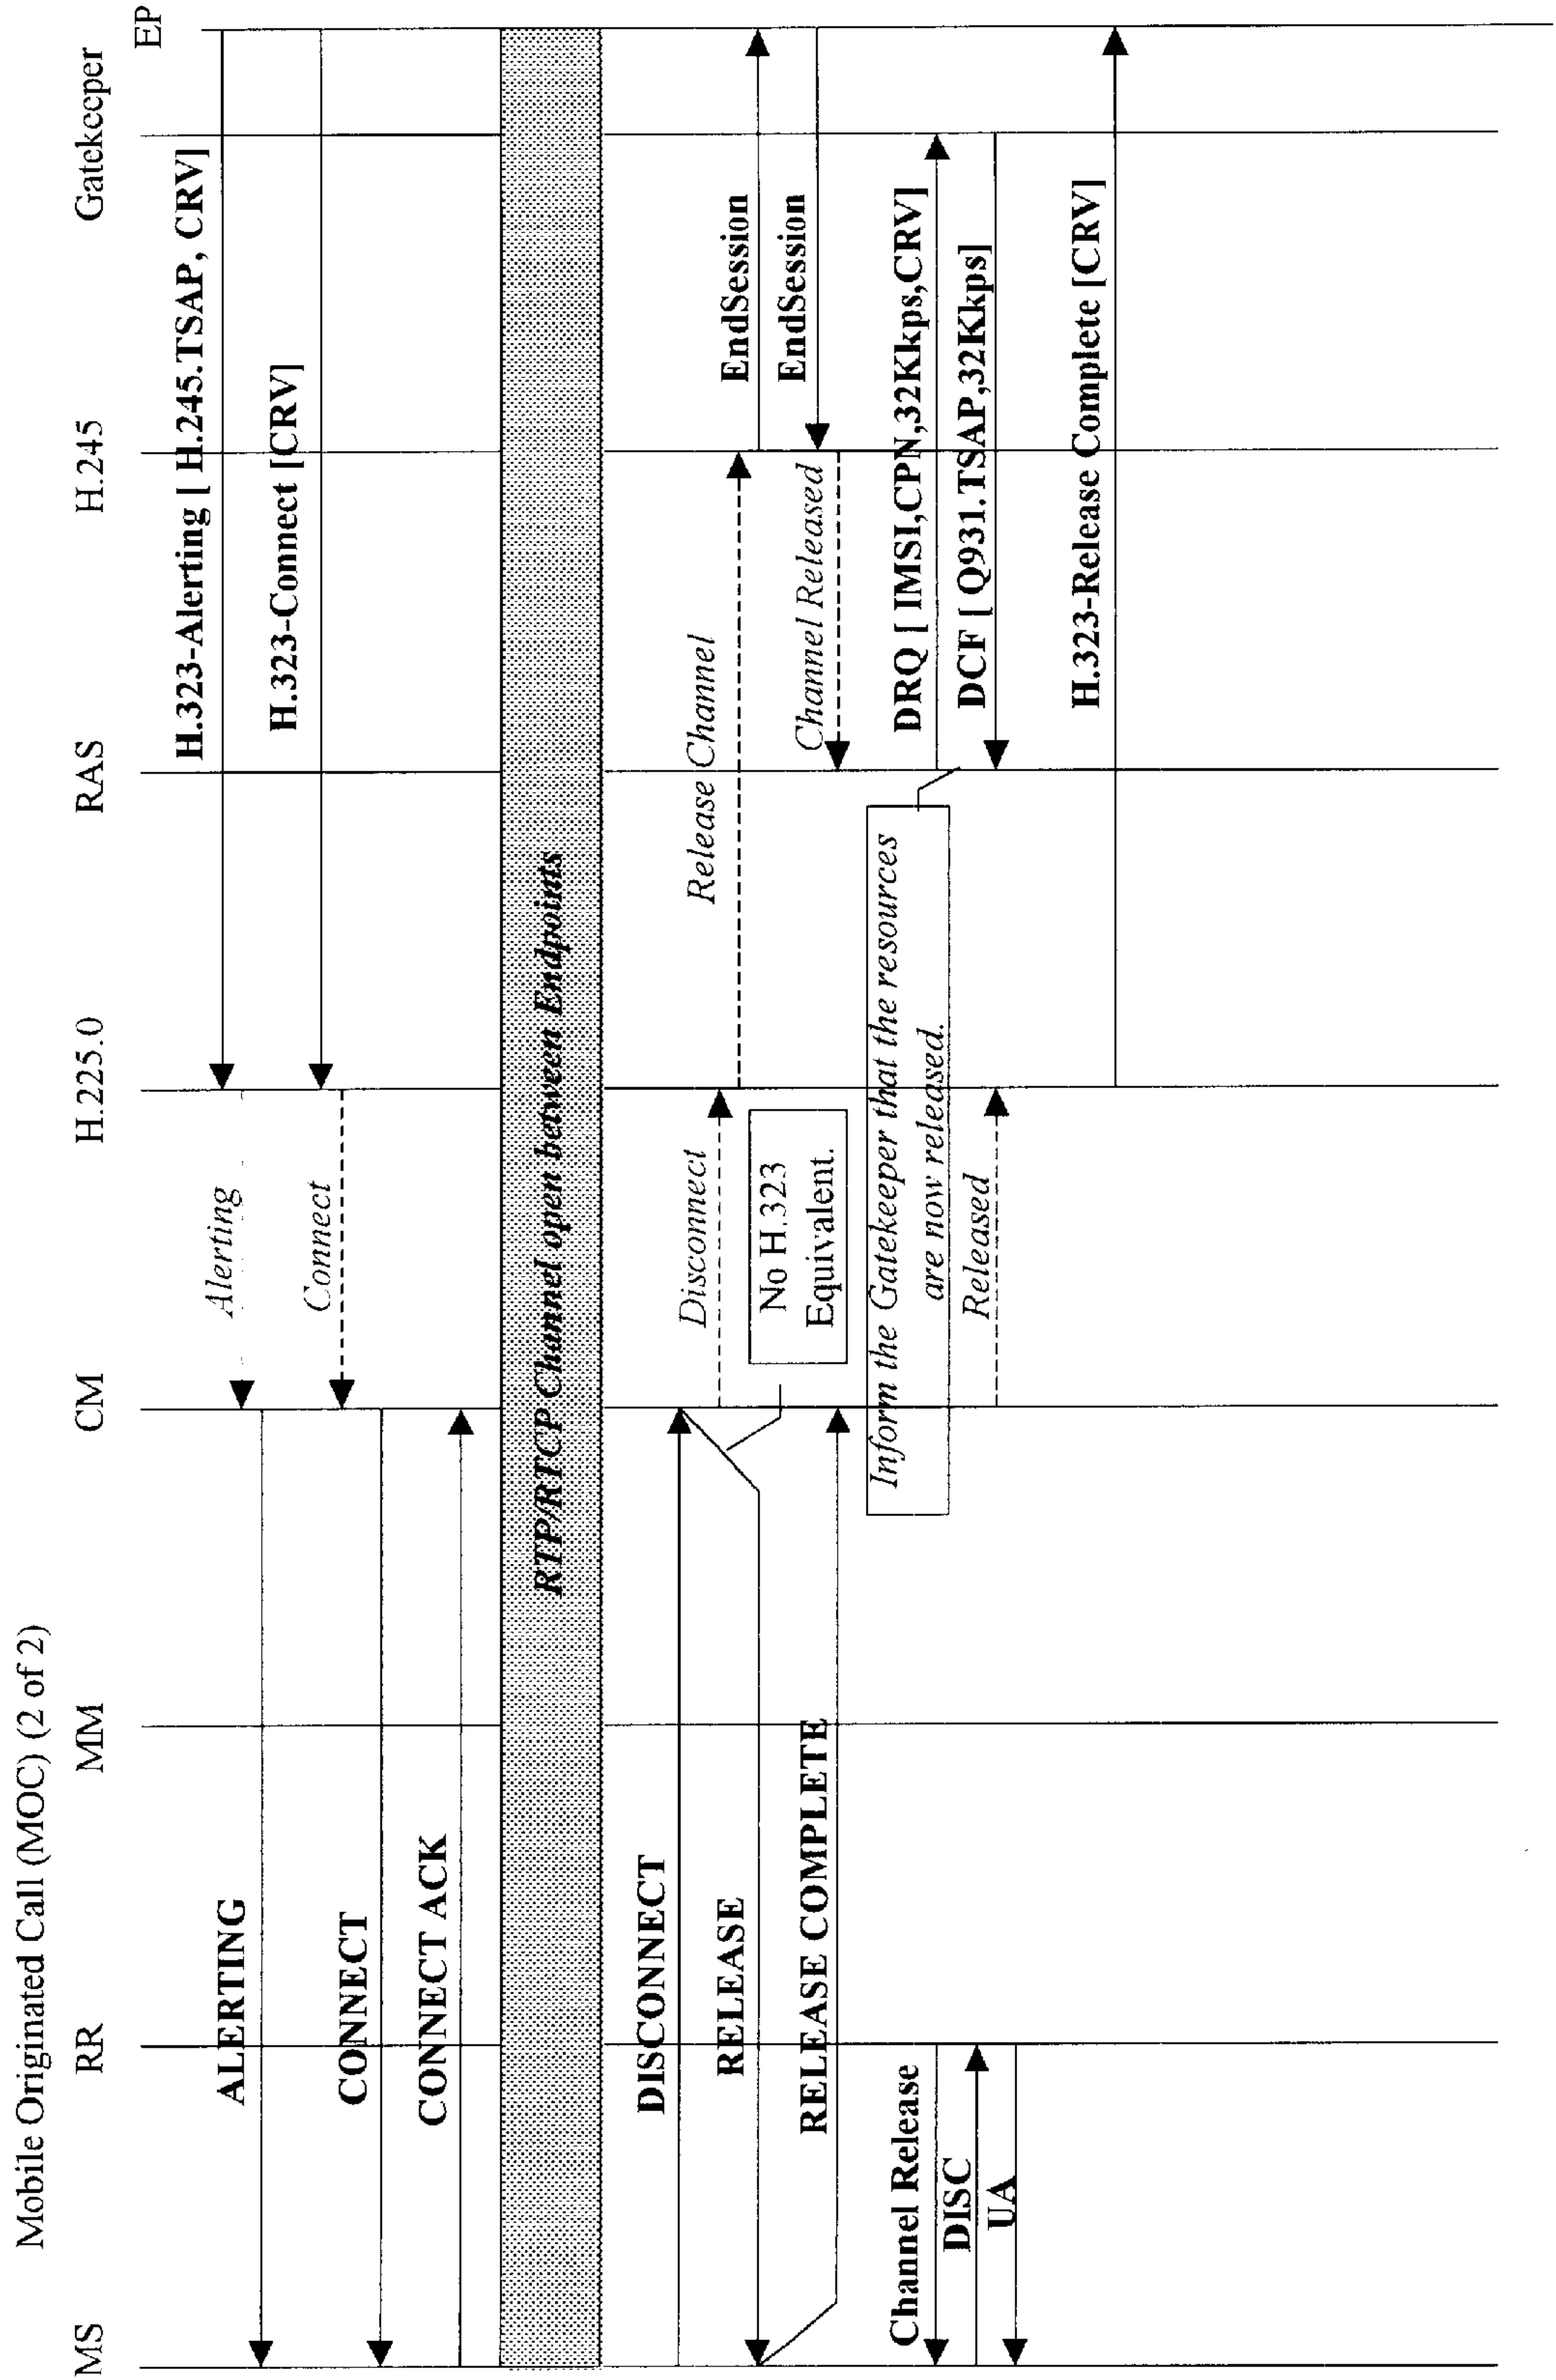 Mobile Originated Call (MOC) (2 of 2)
MS
RR
MM
CM
H.225.0
RAS
H.245
Gatekeeper
EP
H.323-Alerting [ H.245.TSAP, CRV]
Alerting
ALERTING
H.323-Connect [CRV]
Connect
CONNECT
CONNECT ACK
RTP/RTCP Channel open between Endpoints
DISCONNECT
Disconnect
Release Channel
EndSession
RELEASE
No H.323
Equivalent.
EndSession
RELEASE COMPLETE
Channel Released
Inform the Gatekeeper that the resources
are now released.
DRQ [ IMSI,CPN,32Kkps,CRV]
Channel Release
DISC
UA
Released
DCF [ Q931.TSAP,32Kkps]
H.323-Release Complete [CRV]